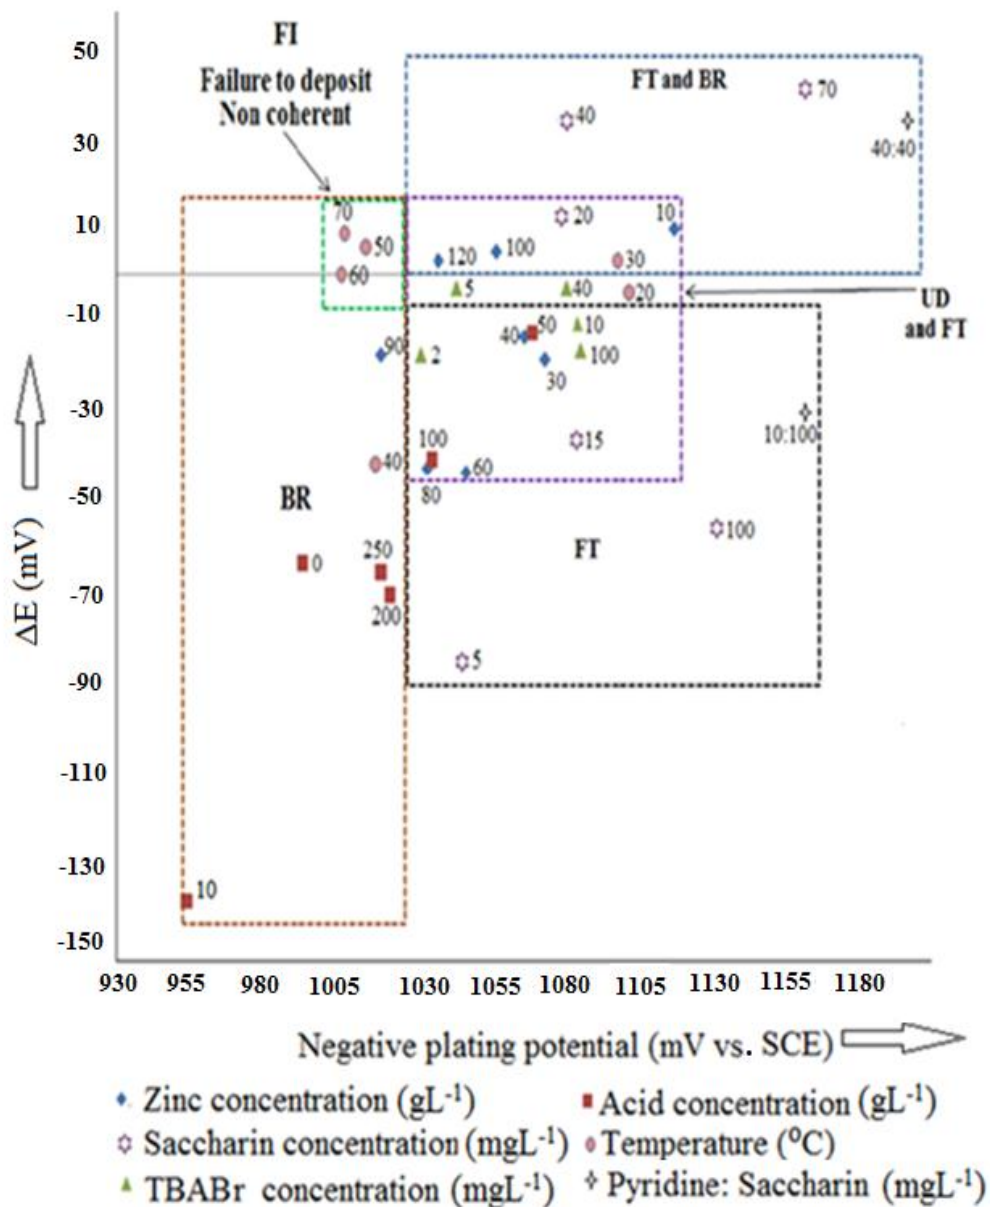 FI
Failure to deposit
Non coherent
FT and BR
50
30
10
-10
-30
-50
-70
-90
-110
-130
-150
ΔE (mV)
40
70
40:40
70
50
60
20
10
120
100
30
5
40
20
UD
and FT
90
2
40
50
10
100
30
10:100
15
100
40
60
80
BR
FT
100
0
250
200
5
10
930 955 980 1005 1030 1055 1080 1105 1130 1155 1180
Negative plating potential (mV vs. SCE)
Zinc concentration (gL⁻¹)
Acid concentration (gL⁻¹)
Saccharin concentration (mgL⁻¹)
Temperature (⁰C)
TBABr concentration (mgL⁻¹)
Pyridine: Saccharin (mgL⁻¹)